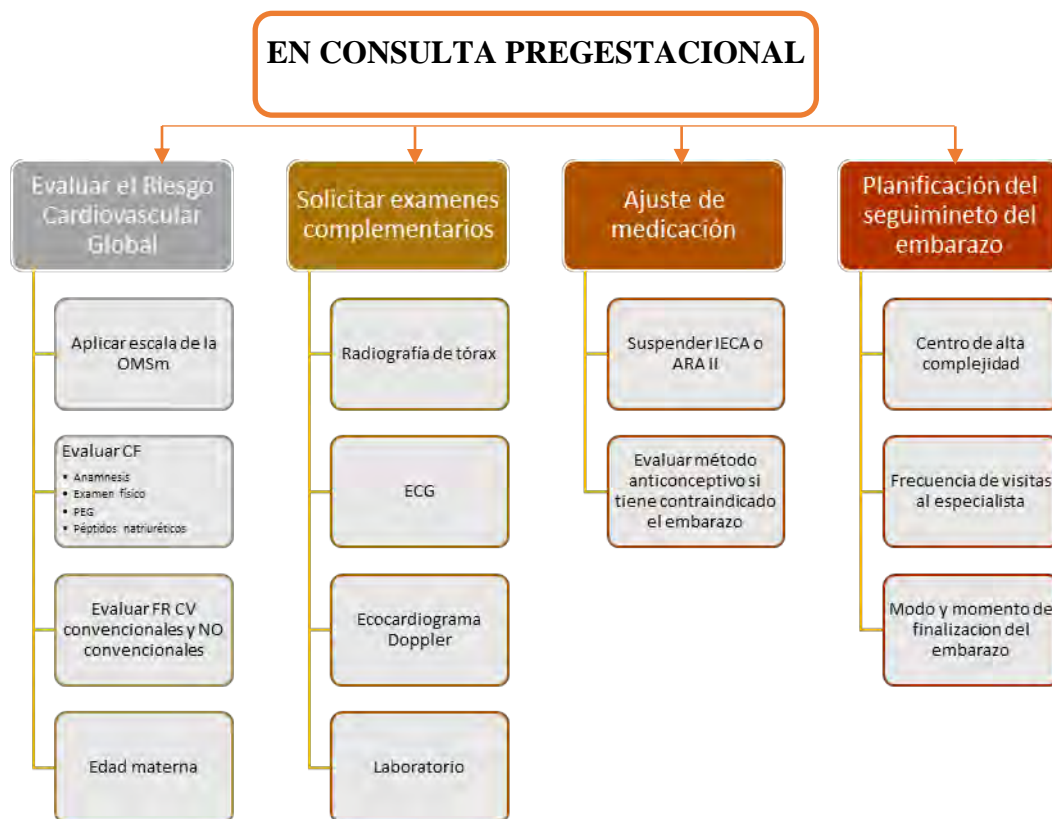 EN CONSULTA PREGESTACIONAL
Evaluar el Riesgo
Cardiovascular
Global
Aplicar escala de la
OMSm
Evaluar CF
• Anamnesis
• Examen físico
• PEG
• Péptidos natriuréticos
Evaluar FR CV
convencionales y NO
convencionales
Edad materna
Solicitar examenes
complementarios
Radiografía de tórax
ECG
Ecocardiograma
Doppler
Laboratorio
Ajuste de
medicación
Suspender IECA o
ARA II
Evaluar método
anticonceptivo si
tiene contraindicado
el embarazo
Planificación del
seguimineto del
embarazo
Centro de alta
complejidad
Frecuencia de visitas
al especialista
Modo y momento de
finalizacion del
embarazo